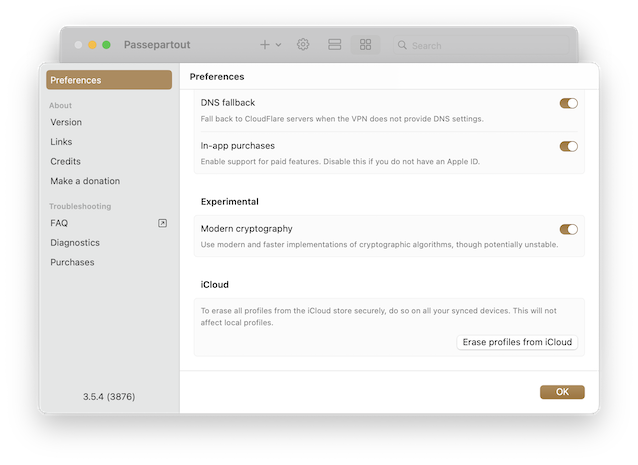 Passepartout
Search
Preferences
About
Version
Links
Credits
Make a donation
Troubleshooting
FAQ
Diagnostics
Purchases
3.5.4 (3876)
Preferences
DNS fallback
Fall back to CloudFlare servers when the VPN does not provide DNS settings.
In-app purchases
Enable support for paid features. Disable this if you do not have an Apple ID.
Experimental
Modern cryptography
Use modern and faster implementations of cryptographic algorithms, though potentially unstable.
iCloud
To erase all profiles from the iCloud store securely, do so on all your synced devices. This will not
affect local profiles.
Erase profiles from iCloud
OK